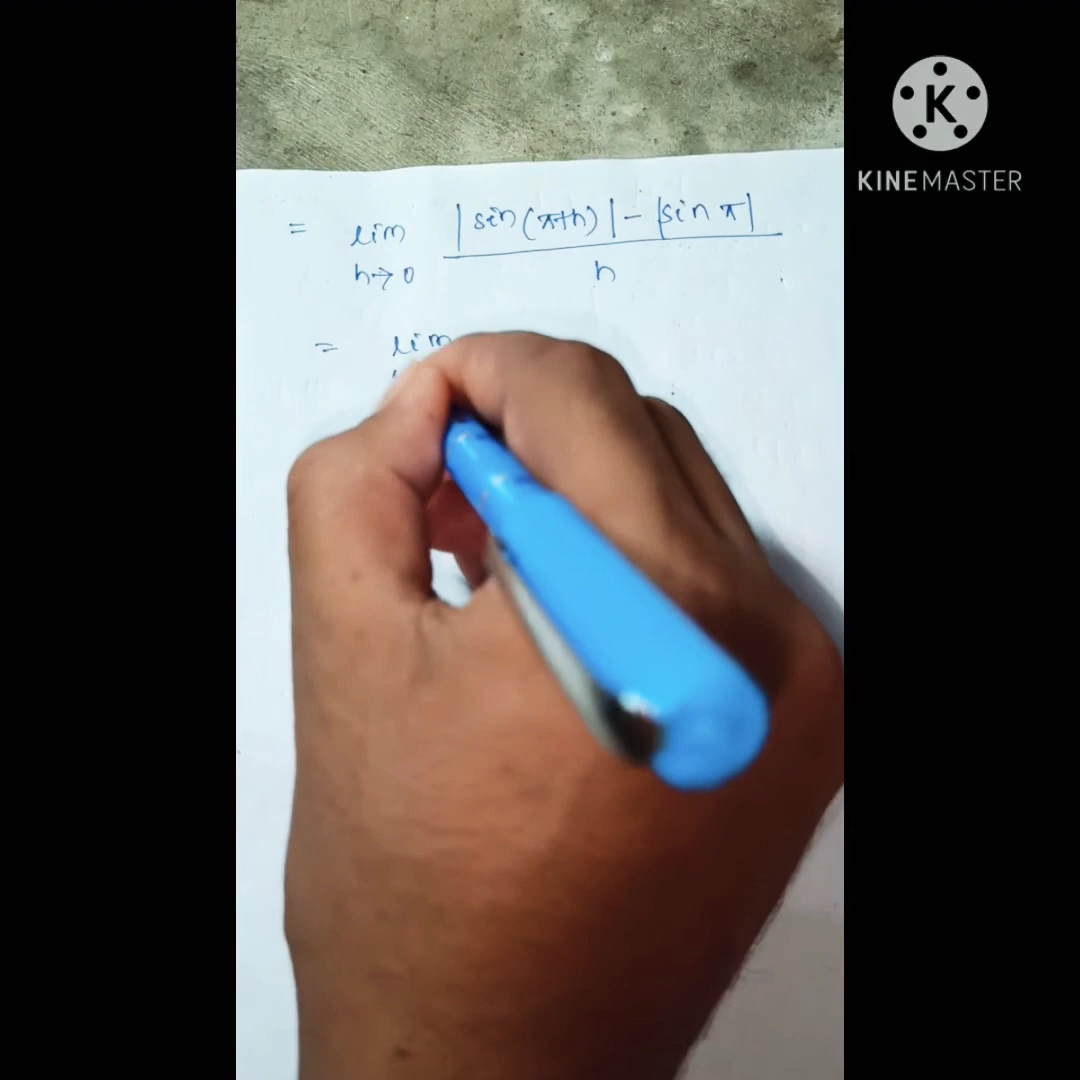 K
KINEMASTER
= lim |sin(π+h)| - |sin π|
h→0 h
= lim